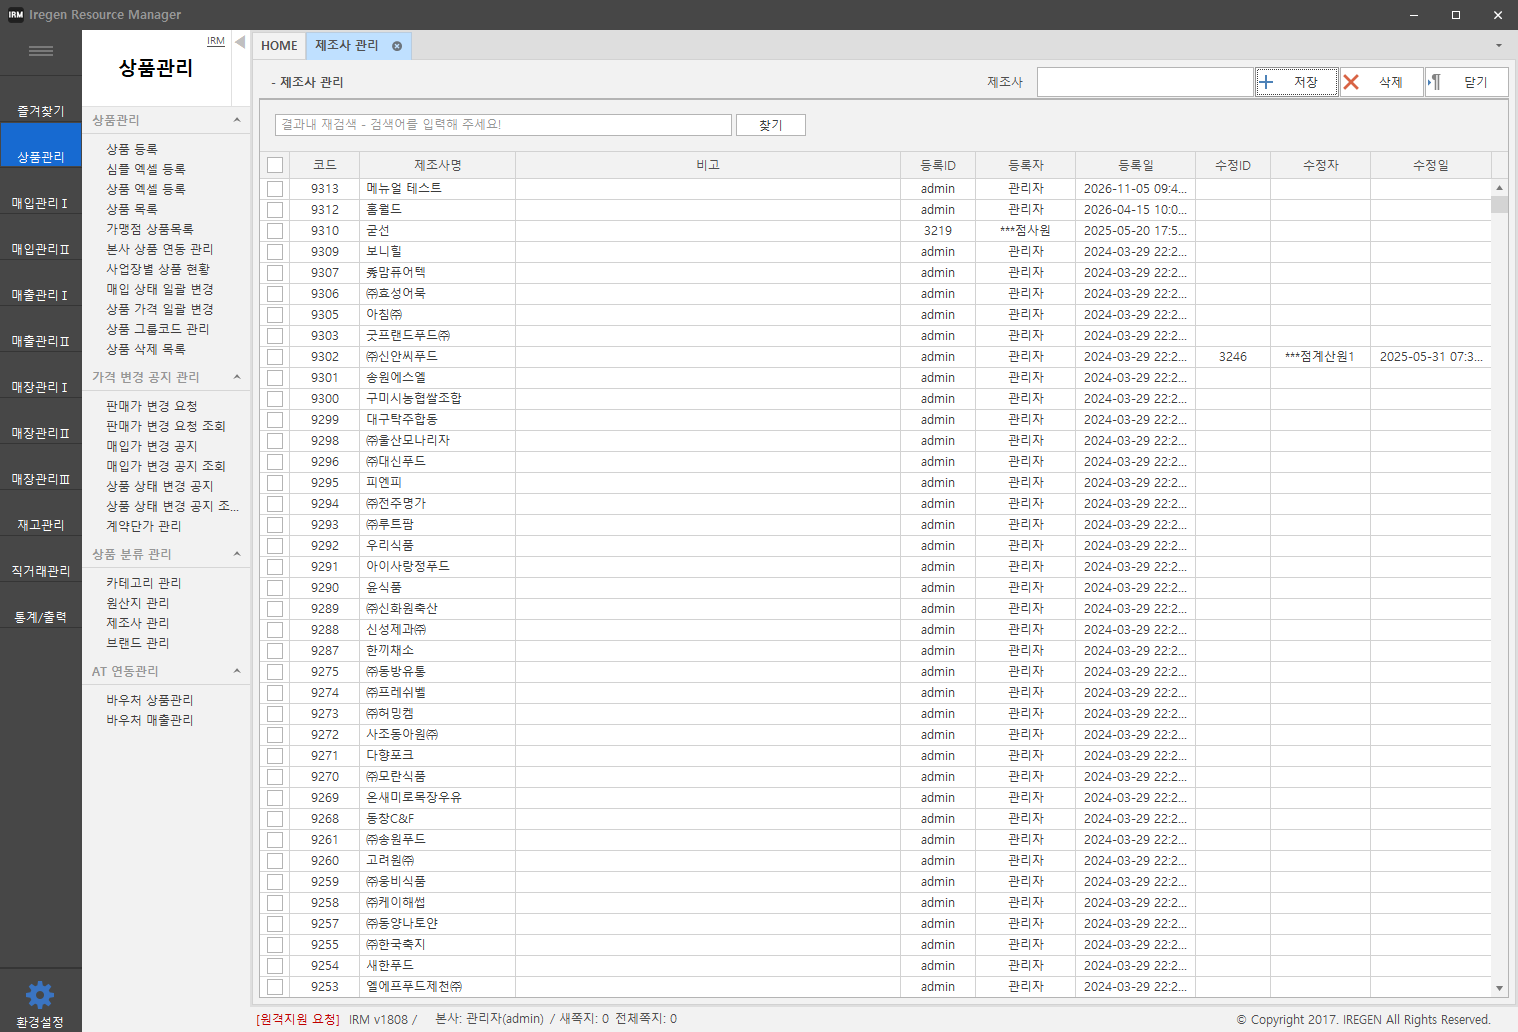 IRM Iregen Resource Manager
즐겨찾기
상품관리
매입관리Ⅰ
매입관리Ⅱ
매출관리Ⅰ
매출관리Ⅱ
매장관리Ⅰ
매장관리Ⅱ
매장관리Ⅲ
재고관리
직거래관리
통계/출력
환경설정
IRM
상품관리
상품관리
상품 등록
심플 엑셀 등록
상품 엑셀 등록
상품 목록
가맹점 상품목록
본사 상품 연동 관리
사업장별 상품 현황
매입 상태 일괄 변경
상품 가격 일괄 변경
상품 그룹코드 관리
상품 삭제 목록
가격 변경 공지 관리
판매가 변경 요청
판매가 변경 요청 조회
매입가 변경 공지
매입가 변경 공지 조회
상품 상태 변경 공지
상품 상태 변경 공지 조...
계약단가 관리
상품 분류 관리
카테고리 관리
원산지 관리
제조사 관리
브랜드 관리
AT 연동관리
바우처 상품관리
바우처 매출관리
HOME 제조사 관리
- 제조사 관리 제조사 저장 삭제 닫기
결과내 재검색 - 검색어를 입력해 주세요! 찾기
코드 제조사명 비고 등록ID 등록자 등록일 수정ID 수정자 수정일
9313 메뉴얼 테스트 admin 관리자 2026-11-05 09:4...
9312 홈월드 admin 관리자 2026-04-15 10:0...
9310 굳선 3219 ***점사원 2025-05-20 17:5...
9309 보니힐 admin 관리자 2024-03-29 22:2...
9307 秀맘퓨어텍 admin 관리자 2024-03-29 22:2...
9306 ㈜효성어묵 admin 관리자 2024-03-29 22:2...
9305 아침㈜ admin 관리자 2024-03-29 22:2...
9303 굿프랜드푸드㈜ admin 관리자 2024-03-29 22:2...
9302 ㈜신안씨푸드 admin 관리자 2024-03-29 22:2... 3246 ***점계산원1 2025-05-31 07:3...
9301 송원에스엘 admin 관리자 2024-03-29 22:2...
9300 구미시농협쌀조합 admin 관리자 2024-03-29 22:2...
9299 대구탁주합동 admin 관리자 2024-03-29 22:2...
9298 ㈜울산모나리자 admin 관리자 2024-03-29 22:2...
9296 ㈜대신푸드 admin 관리자 2024-03-29 22:2...
9295 피엔피 admin 관리자 2024-03-29 22:2...
9294 ㈜전주명가 admin 관리자 2024-03-29 22:2...
9293 ㈜루트팜 admin 관리자 2024-03-29 22:2...
9292 우리식품 admin 관리자 2024-03-29 22:2...
9291 아이사랑정푸드 admin 관리자 2024-03-29 22:2...
9290 윤식품 admin 관리자 2024-03-29 22:2...
9289 ㈜신화원축산 admin 관리자 2024-03-29 22:2...
9288 신성제과㈜ admin 관리자 2024-03-29 22:2...
9287 한끼채소 admin 관리자 2024-03-29 22:2...
9275 ㈜동방유통 admin 관리자 2024-03-29 22:2...
9274 ㈜프레쉬벨 admin 관리자 2024-03-29 22:2...
9273 ㈜허밍켐 admin 관리자 2024-03-29 22:2...
9272 사조동아원㈜ admin 관리자 2024-03-29 22:2...
9271 다향포크 admin 관리자 2024-03-29 22:2...
9270 ㈜모란식품 admin 관리자 2024-03-29 22:2...
9269 온새미로목장우유 admin 관리자 2024-03-29 22:2...
9268 동창C&F admin 관리자 2024-03-29 22:2...
9261 ㈜송원푸드 admin 관리자 2024-03-29 22:2...
9260 고려원㈜ admin 관리자 2024-03-29 22:2...
9259 ㈜웅비식품 admin 관리자 2024-03-29 22:2...
9258 ㈜케이해썹 admin 관리자 2024-03-29 22:2...
9257 ㈜동양나토얀 admin 관리자 2024-03-29 22:2...
9255 ㈜한국축지 admin 관리자 2024-03-29 22:2...
9254 새한푸드 admin 관리자 2024-03-29 22:2...
9253 엘에프푸드제천㈜ admin 관리자 2024-03-29 22:2...
[원격지원 요청] IRM v1808 / 본사: 관리자(admin) / 새쪽지: 0 전체쪽지: 0 © Copyright 2017. IREGEN All Rights Reserved.